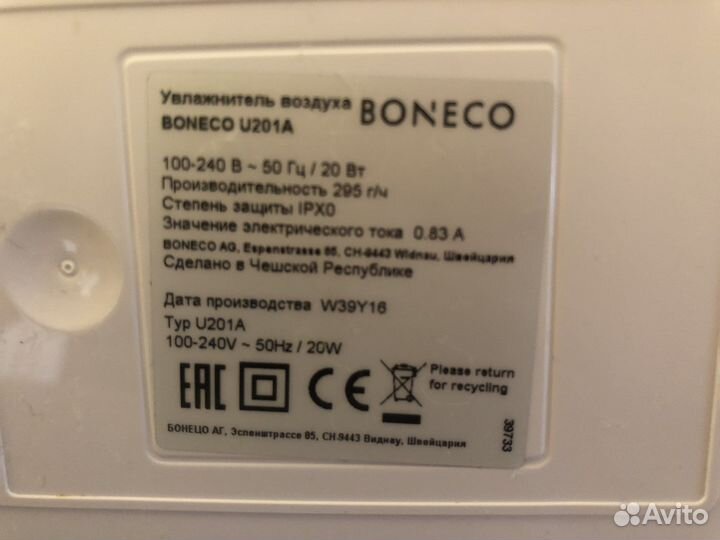 Увлажнитель воздуха
BONECO U201A
BONECO
100-240 В ~ 50 Гц / 20 Вт
Производительность 295 г/ч
Степень защиты IPX0
Значение электрического тока 0.83 А
BONECO AG, Espenstrasse 85, CH-9443 Widnau, Швейцария
Сделано в Чешской Республике
Дата производства W39Y16
Typ U201A
100-240V ~ 50Hz / 20W
EAC
CE
Please return
for recycling
39733
БОНЕЦО АГ, Эспенштрассе 85, СН-9443 Виднау, Швейцария
Avito